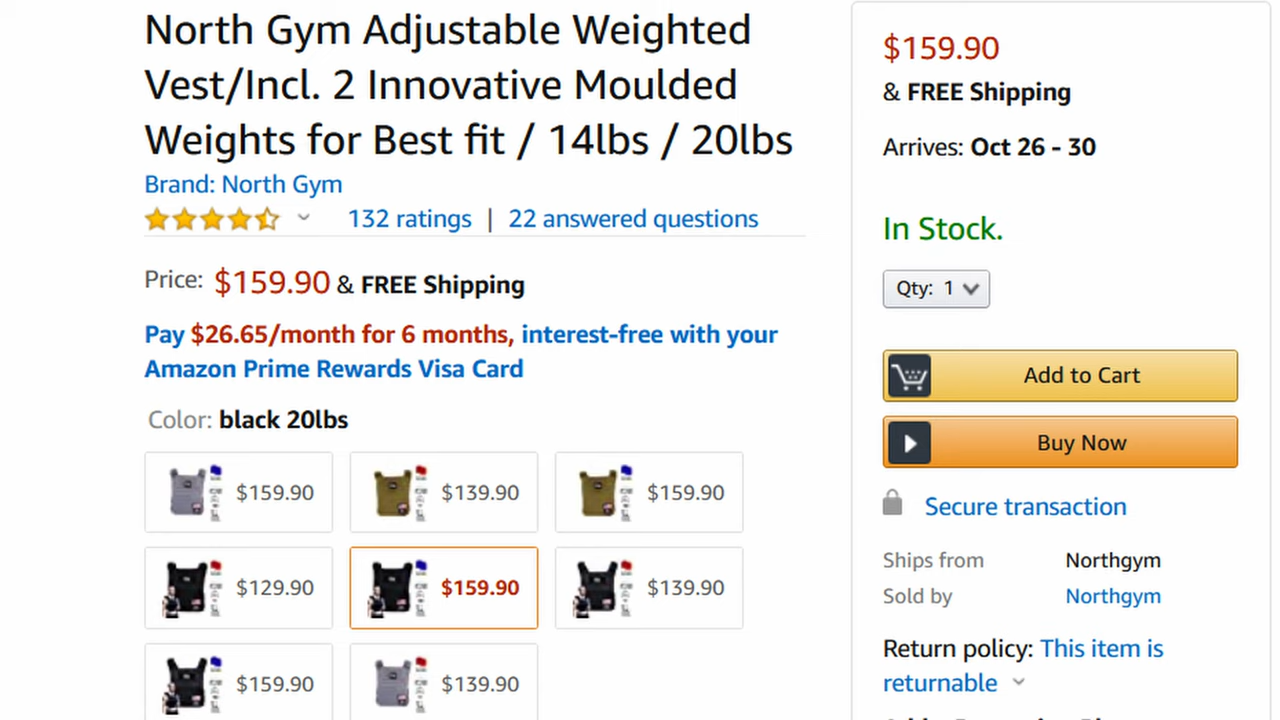 North Gym Adjustable Weighted
Vest/Incl. 2 Innovative Moulded
Weights for Best fit / 14lbs / 20lbs
Brand: North Gym
132 ratings | 22 answered questions
Price: $159.90 & FREE Shipping
Pay $26.65/month for 6 months, interest-free with your
Amazon Prime Rewards Visa Card
Color: black 20lbs
$159.90 $139.90 $159.90
$129.90 $159.90 $139.90
$159.90 $139.90
$159.90
& FREE Shipping
Arrives: Oct 26 - 30
In Stock.
Qty: 1
Add to Cart
Buy Now
Secure transaction
Ships from Northgym
Sold by Northgym
Return policy: This item is
returnable